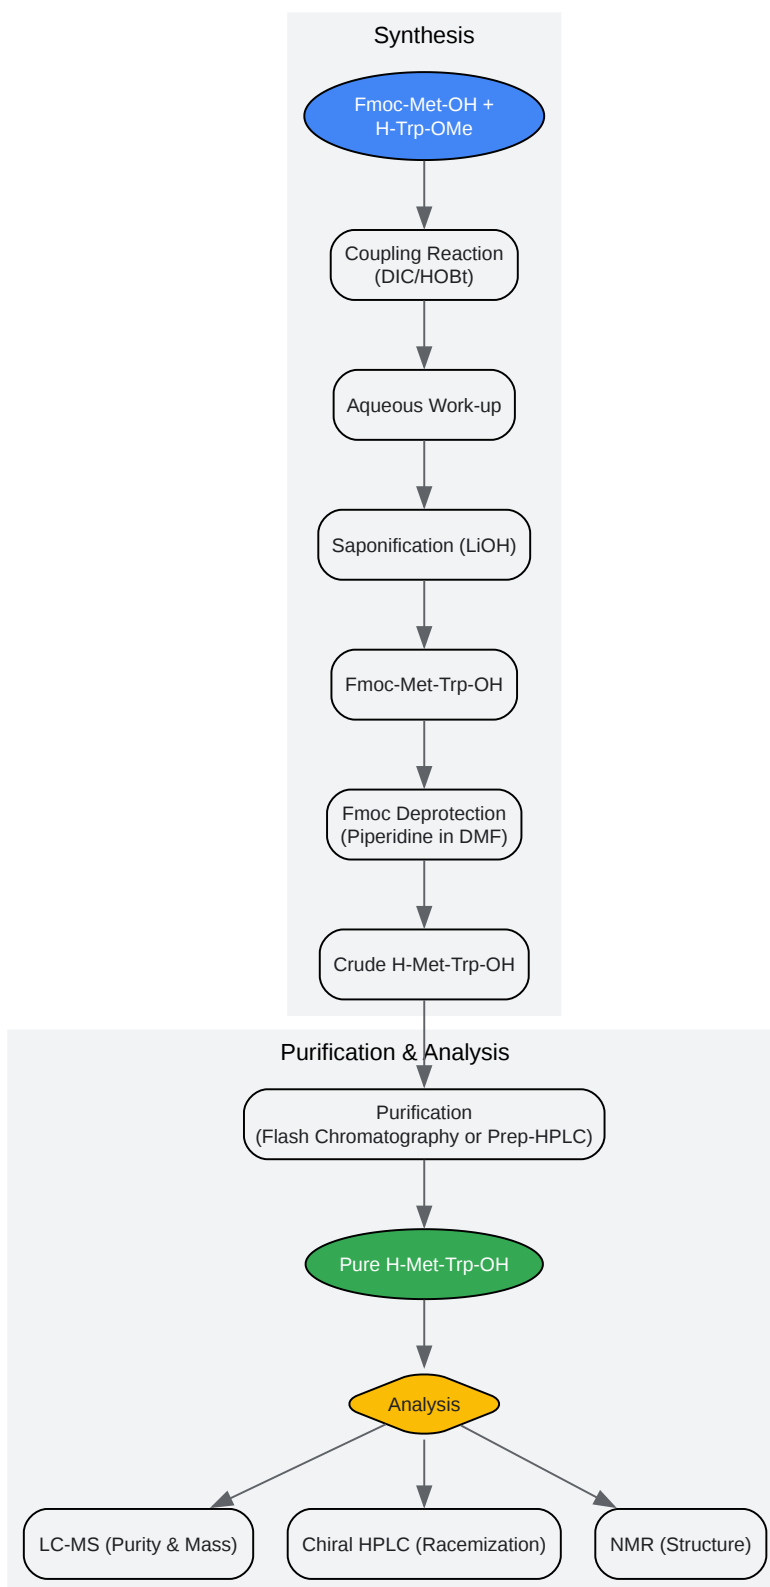 Synthesis
Fmoc-Met-OH +
H-Trp-OMe
Coupling Reaction
(DIC/HOBt)
Aqueous Work-up
Saponification (LiOH)
Fmoc-Met-Trp-OH
Fmoc Deprotection
(Piperidine in DMF)
Crude H-Met-Trp-OH
Purification & Analysis
Purification
(Flash Chromatography or Prep-HPLC)
Pure H-Met-Trp-OH
Analysis
LC-MS (Purity & Mass)
Chiral HPLC (Racemization)
NMR (Structure)